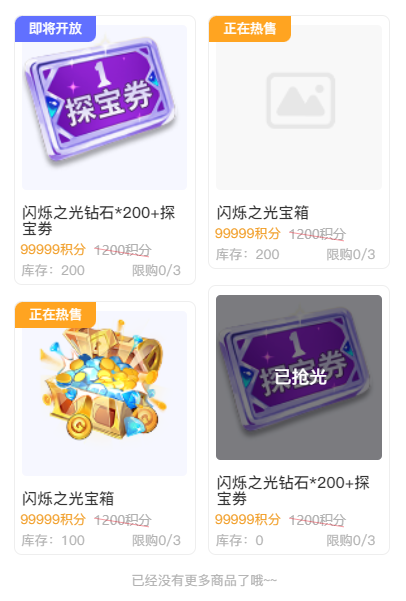 即将开放
1
探宝券
闪烁之光钻石*200+探
宝券
99999积分 1200积分
库存：200 限购0/3
正在热售
闪烁之光宝箱
99999积分 1200积分
库存：200 限购0/3
正在热售
闪烁之光宝箱
99999积分 1200积分
库存：100 限购0/3
1
探宝券
已抢光
闪烁之光钻石*200+探
宝券
99999积分 1200积分
库存：0 限购0/3
已经没有更多商品了哦~~